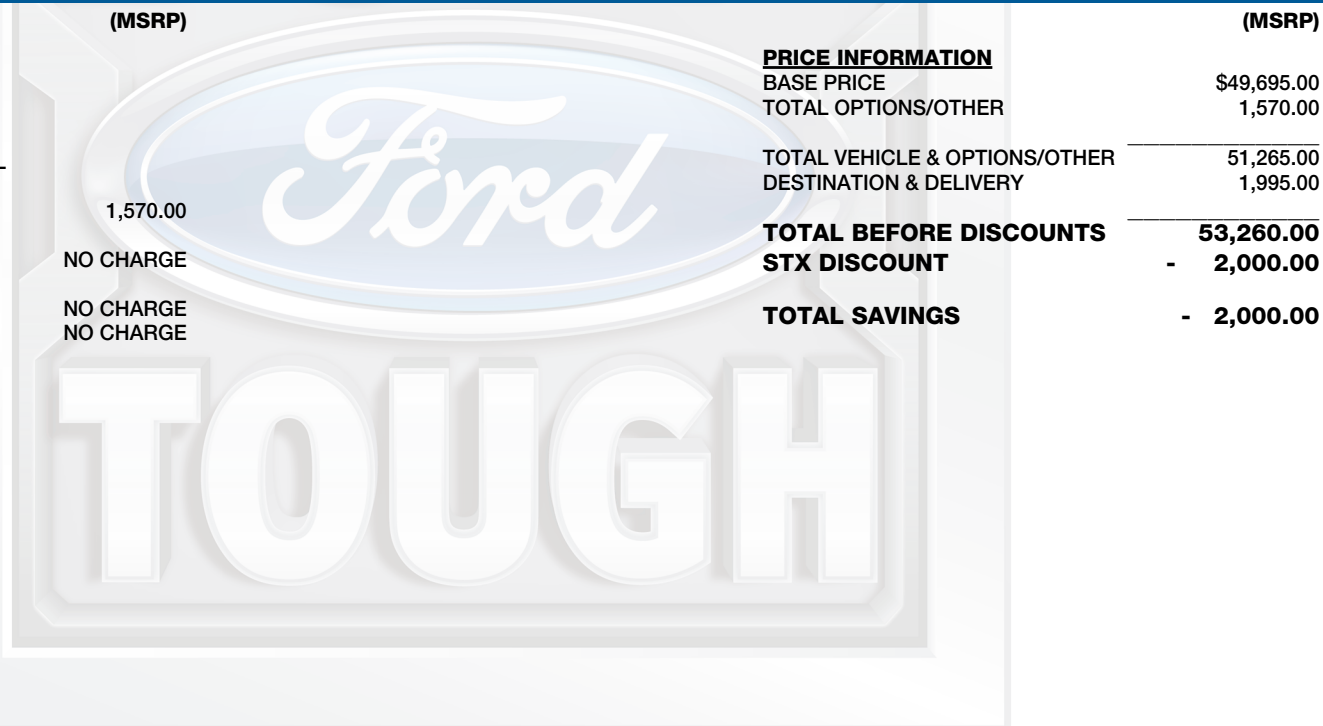 (MSRP)
1,570.00
NO CHARGE
NO CHARGE
NO CHARGE
Ford
TOUGH
(MSRP)
PRICE INFORMATION
BASE PRICE $49,695.00
TOTAL OPTIONS/OTHER 1,570.00
TOTAL VEHICLE & OPTIONS/OTHER 51,265.00
DESTINATION & DELIVERY 1,995.00
TOTAL BEFORE DISCOUNTS 53,260.00
STX DISCOUNT - 2,000.00
TOTAL SAVINGS - 2,000.00